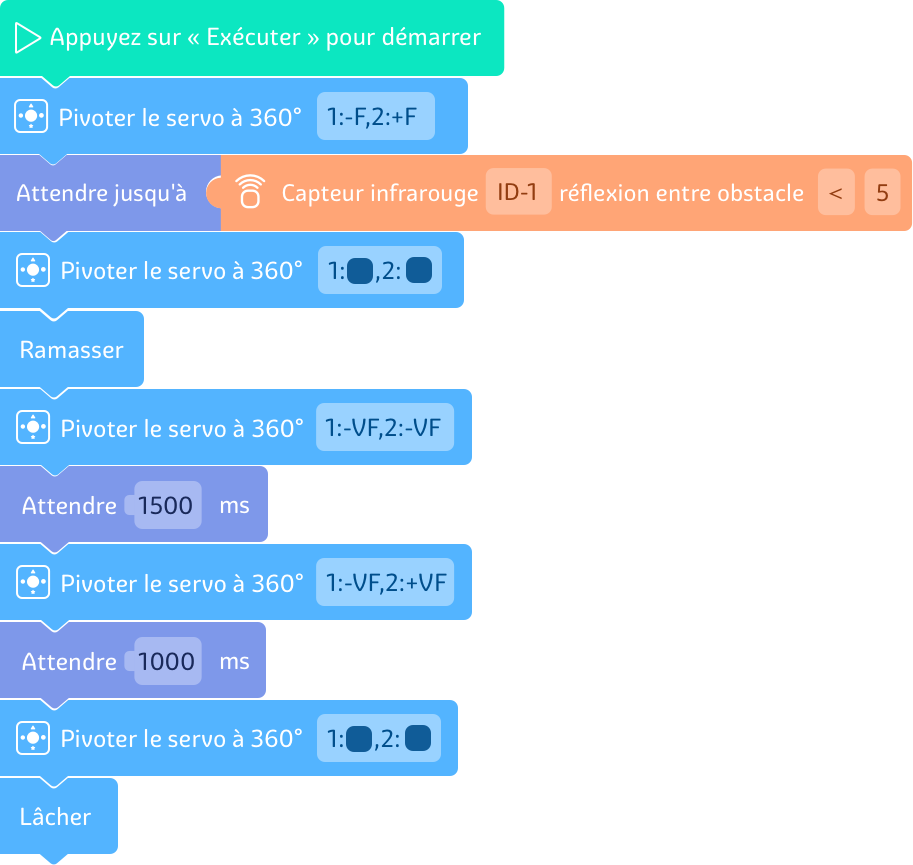 Appuyez sur « Exécuter » pour démarrer
Pivoter le servo à 360° 1:-F,2:+F
Attendre jusqu'à Capteur infrarouge ID-1 réflexion entre obstacle < 5
Pivoter le servo à 360° 1: ,2:
Ramasser
Pivoter le servo à 360° 1:-VF,2:-VF
Attendre 1500 ms
Pivoter le servo à 360° 1:-VF,2:+VF
Attendre 1000 ms
Pivoter le servo à 360° 1: ,2:
Lâcher